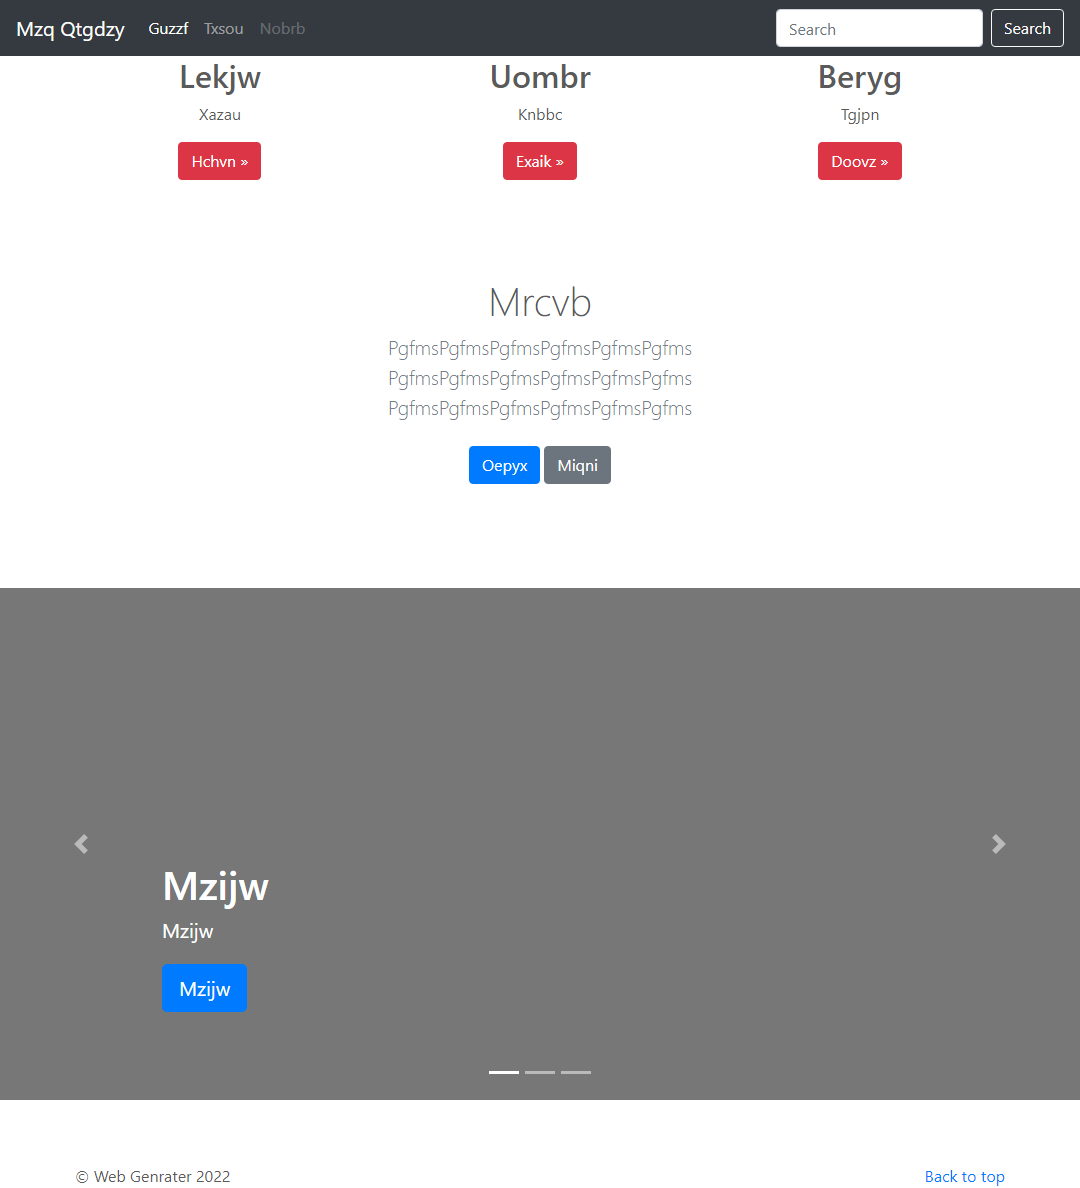 Mzq Qtgdzy Guzzf Txsou Nobrb Search Search
Lekjw Uombr Beryg
Xazau Knbbc Tgjpn
Hchvn » Exaik » Doovz »
Mrcvb
PgfmsPgfmsPgfmsPgfmsPgfmsPgfms
PgfmsPgfmsPgfmsPgfmsPgfmsPgfms
PgfmsPgfmsPgfmsPgfmsPgfmsPgfms
Oepyx Miqni
Mzijw
Mzijw
Mzijw
© Web Genrater 2022 Back to top